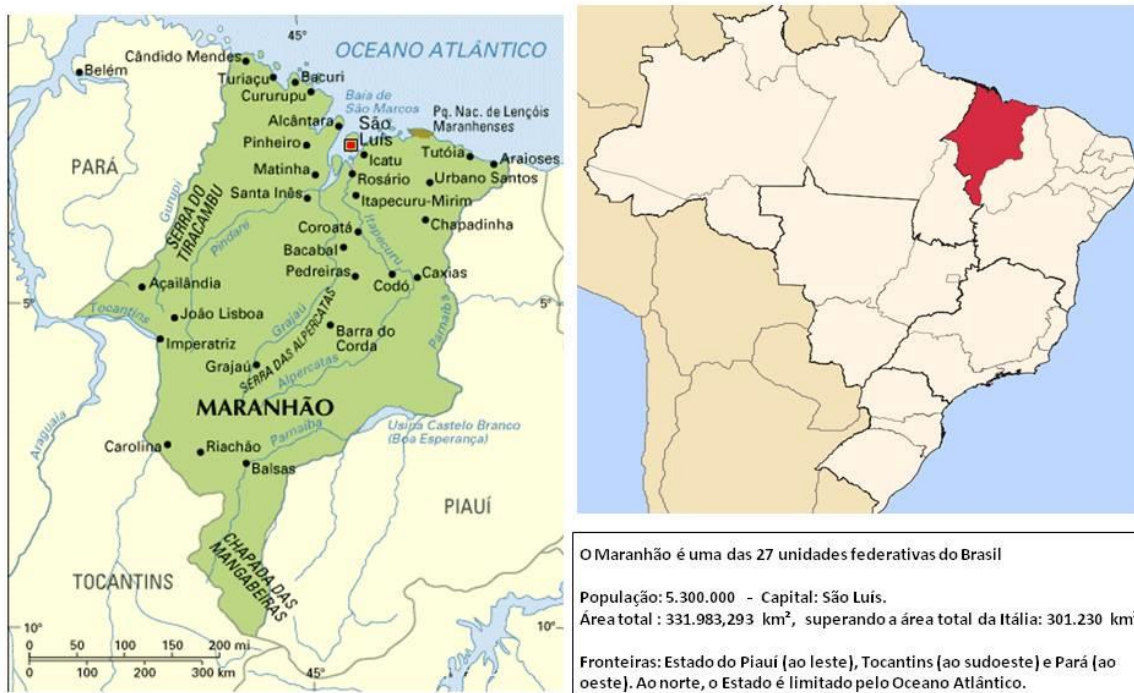 45°
OCEANO ATLÂNTICO
Cândido Mendes
Belém
Turiaçu
Bacuri
Cururupu
Baía de
São Marcos
Pq. Nac. de Lençóis
Maranhenses
Alcântara
São
Luís
PARÁ
Pinheiro
Icatu
Tutóia
Araioses
Matinha
Rosário
Urbano Santos
Santa Inês
Itapecuru-Mirim
Gurupi
SERRA DO
TIRACAMBU
Pindaré
Chapadinha
Coroatá
Itapecuru
Bacabal
Pedreiras
Codó
Caxias
Açailândia
5°
5°
Tocantins
João Lisboa
Imperatriz
Grajaú
Barra do
Corda
Parnaíba
Grajaú
SERRA DAS ALPERCATAS
Alpercatas
MARANHÃO
Araguaia
Parnaíba
Usina Castelo Branco
(Boa Esperança)
Carolina
Riachão
Balsas
PIAUÍ
TOCANTINS
CHAPADA DAS
MANGABEIRAS
10°
10°
0 50 100 150 200 mi
0 100 200 300 km
45°
O Maranhão é uma das 27 unidades federativas do Brasil
População: 5.300.000 - Capital: São Luís.
Área total : 331.983,293 km², superando a área total da Itália: 301.230 km²
Fronteiras: Estado do Piauí (ao leste), Tocantins (ao sudoeste) e Pará (ao
oeste). Ao norte, o Estado é limitado pelo Oceano Atlântico.